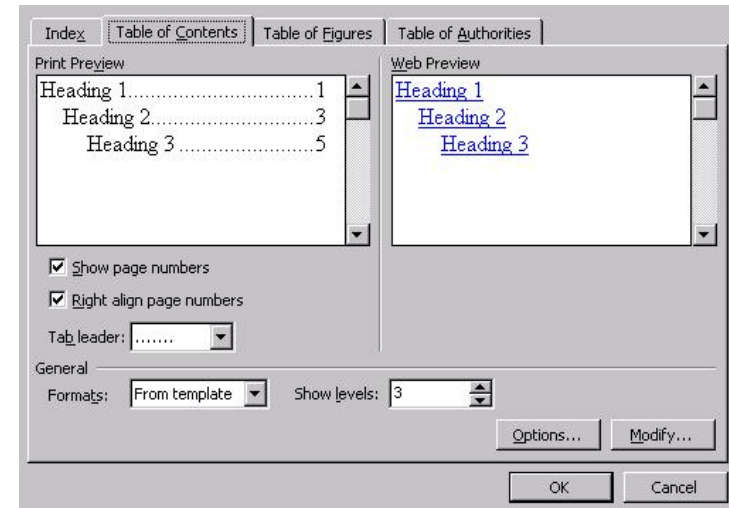 Index Table of Contents Table of Figures Table of Authorities
Print Preview
Heading 1..............................1
Heading 2..........................3
Heading 3......................5
Web Preview
Heading 1
Heading 2
Heading 3
Show page numbers
Right align page numbers
Tab leader: .......
General
Formats: From template Show levels: 3
Options... Modify...
OK Cancel